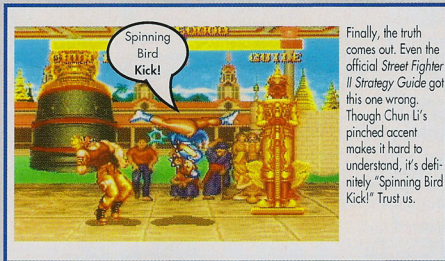 Spinning
Bird
Kick!
GUILE
Finally, the truth
comes out. Even the
official Street Fighter
II Strategy Guide got
this one wrong.
Though Chun Li's
pinched accent
makes it hard to
understand, it's defi-
nitely "Spinning Bird
Kick!" Trust us.